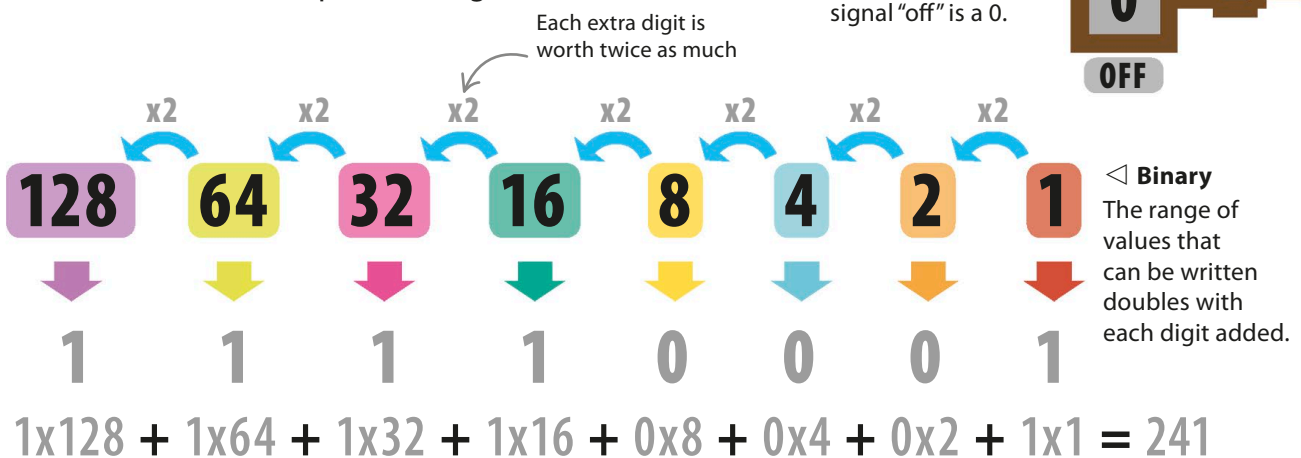 Each extra digit is
worth twice as much
signal “off” is a 0.
0
OFF
x2 x2 x2 x2 x2 x2 x2
128 64 32 16 8 4 2 1
◁ Binary
The range of
values that
can be written
doubles with
each digit added.
1 1 1 1 0 0 0 1
1x128 + 1x64 + 1x32 + 1x16 + 0x8 + 0x4 + 0x2 + 1x1 = 241